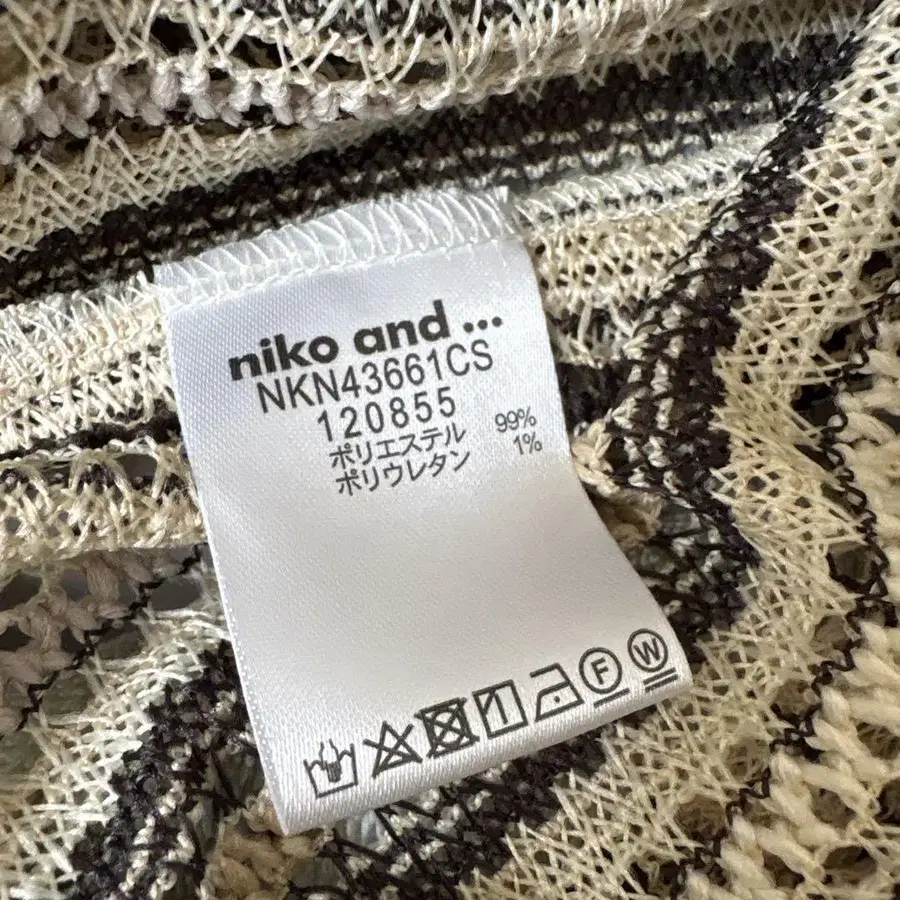 niko and ...
NKN43661CS
120855
ポリエステル 99%
ポリウレタン 1%
F W